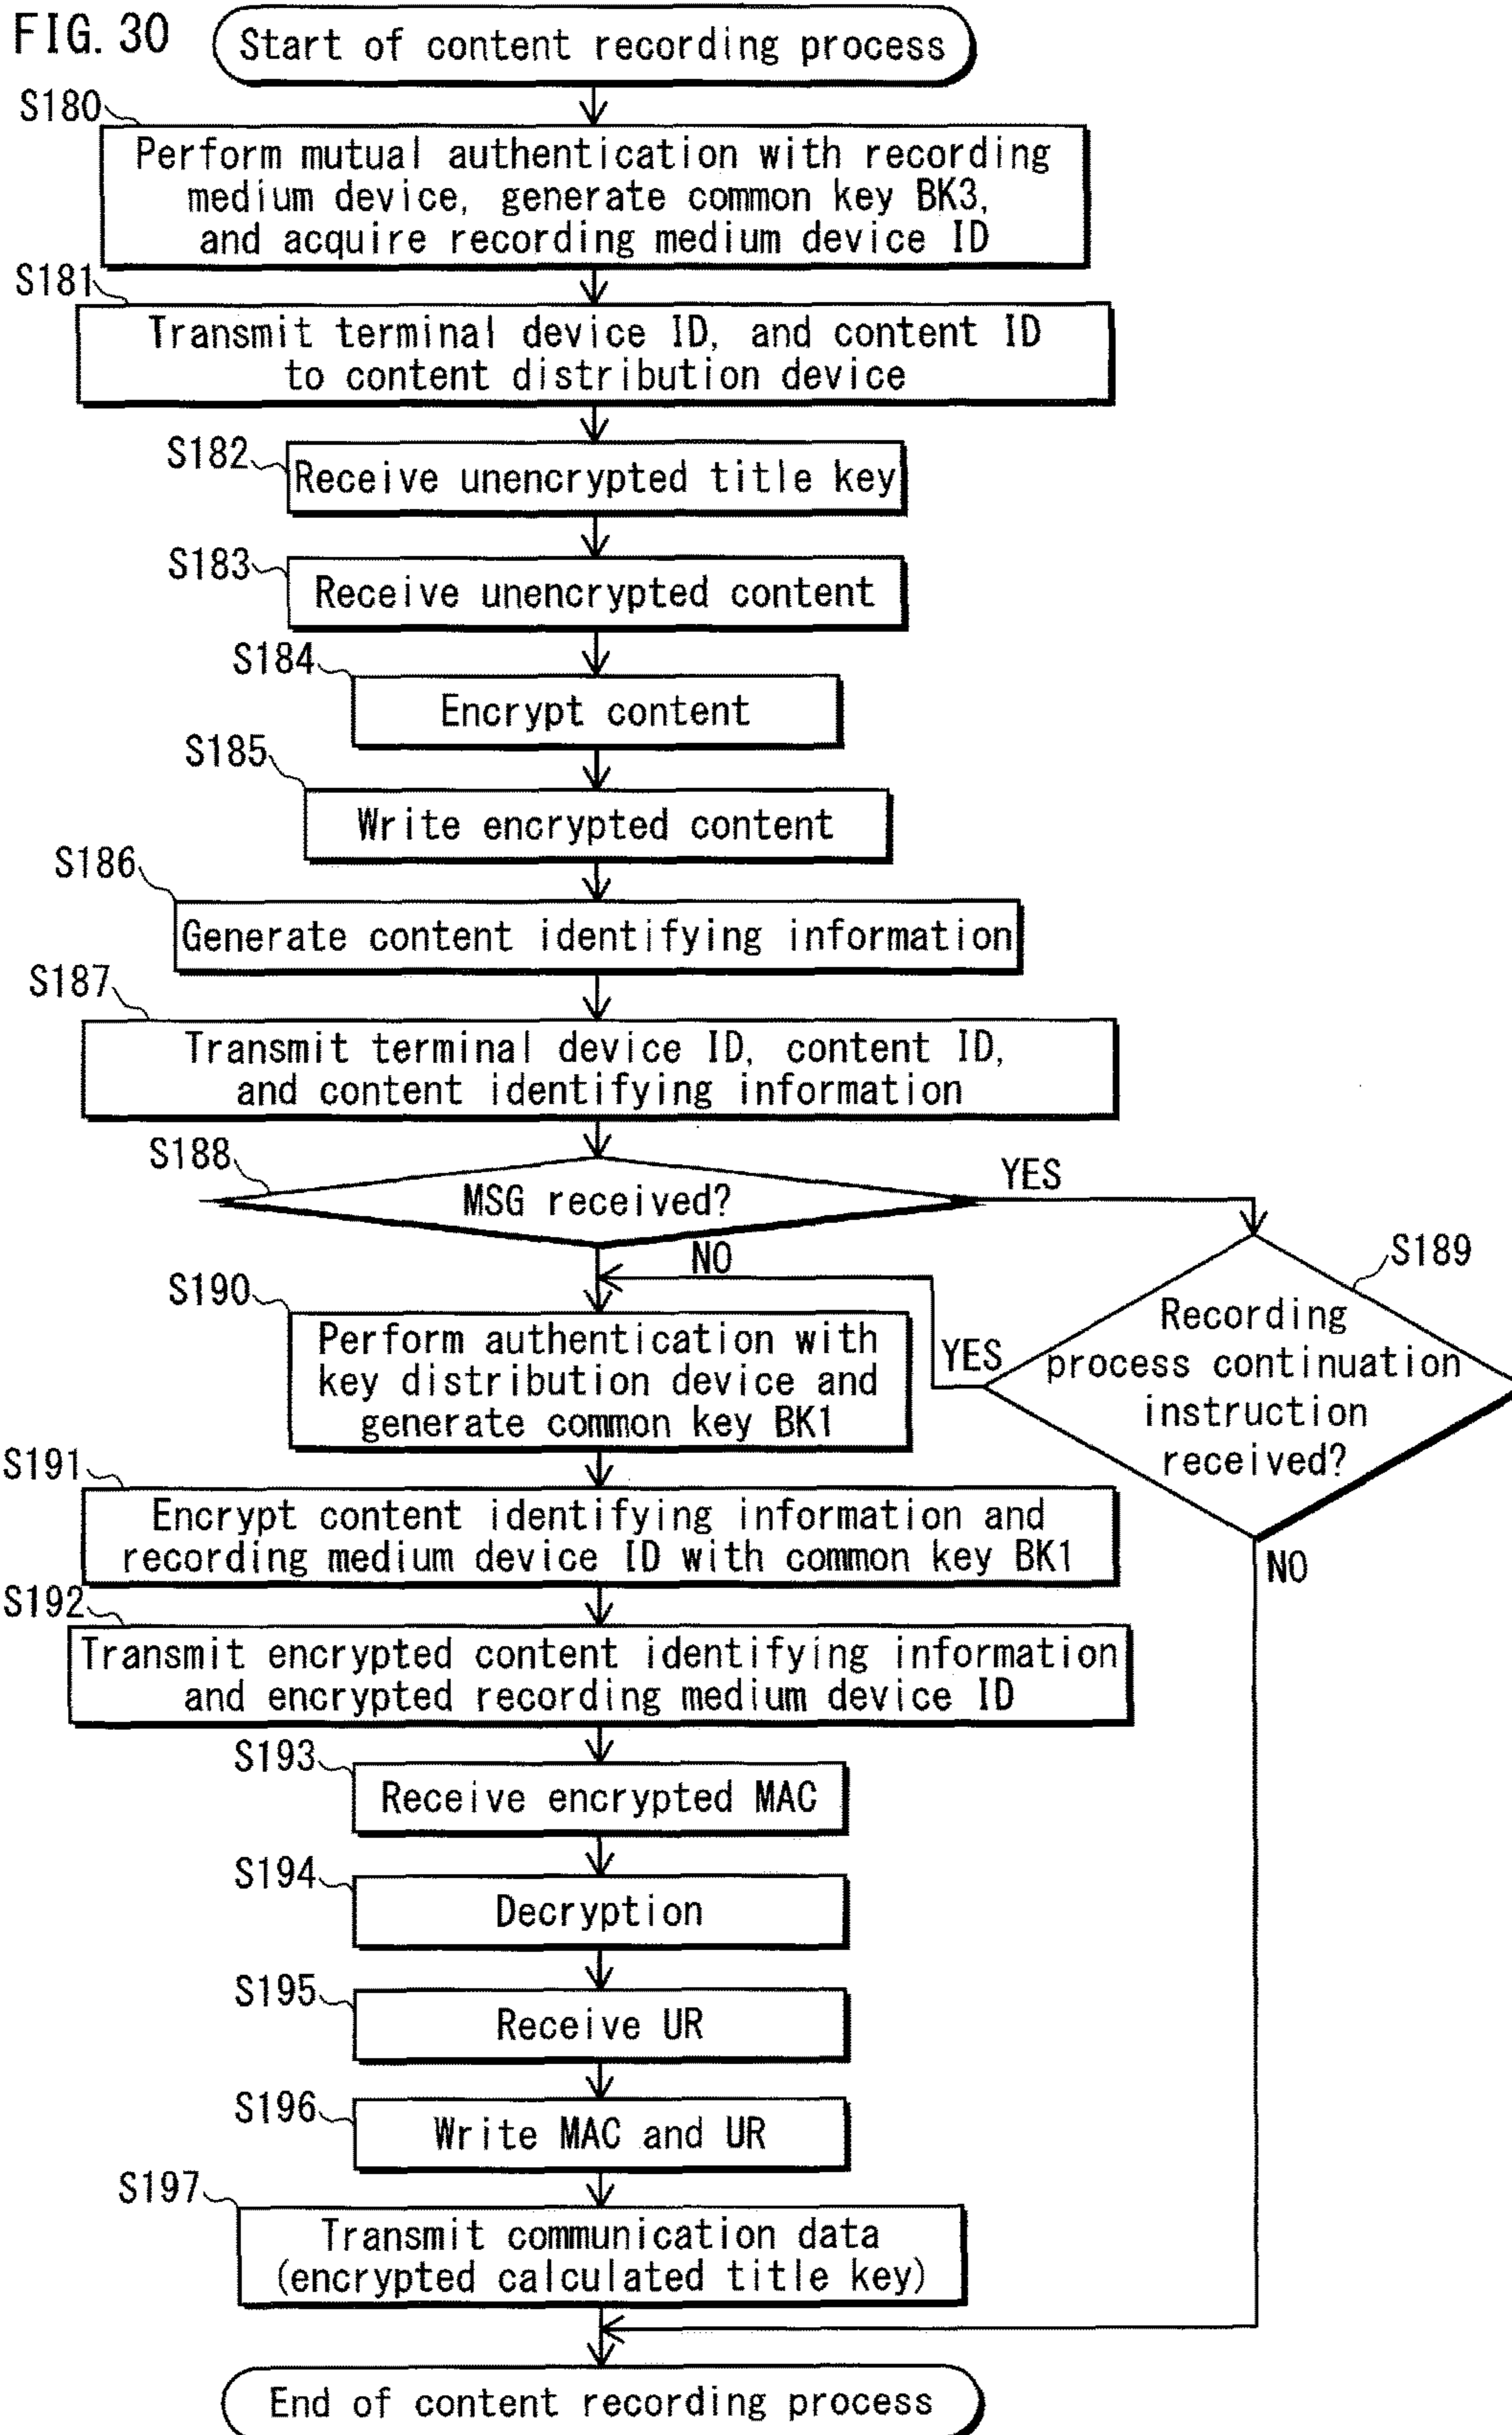 FIG. 30
Start of content recording process
S180
Perform mutual authentication with recording
medium device, generate common key BK3,
and acquire recording medium device ID
S181
Transmit terminal device ID, and content ID
to content distribution device
S182
Receive unencrypted title key
S183
Receive unencrypted content
S184
Encrypt content
S185
Write encrypted content
S186
Generate content identifying information
S187
Transmit terminal device ID, content ID,
and content identifying information
S188
MSG received?
YES
NO
S189
Recording
process continuation
instruction
received?
YES
NO
S190
Perform authentication with
key distribution device and
generate common key BK1
S191
Encrypt content identifying information and
recording medium device ID with common key BK1
S192
Transmit encrypted content identifying information
and encrypted recording medium device ID
S193
Receive encrypted MAC
S194
Decryption
S195
Receive UR
S196
Write MAC and UR
S197
Transmit communication data
(encrypted calculated title key)
End of content recording process